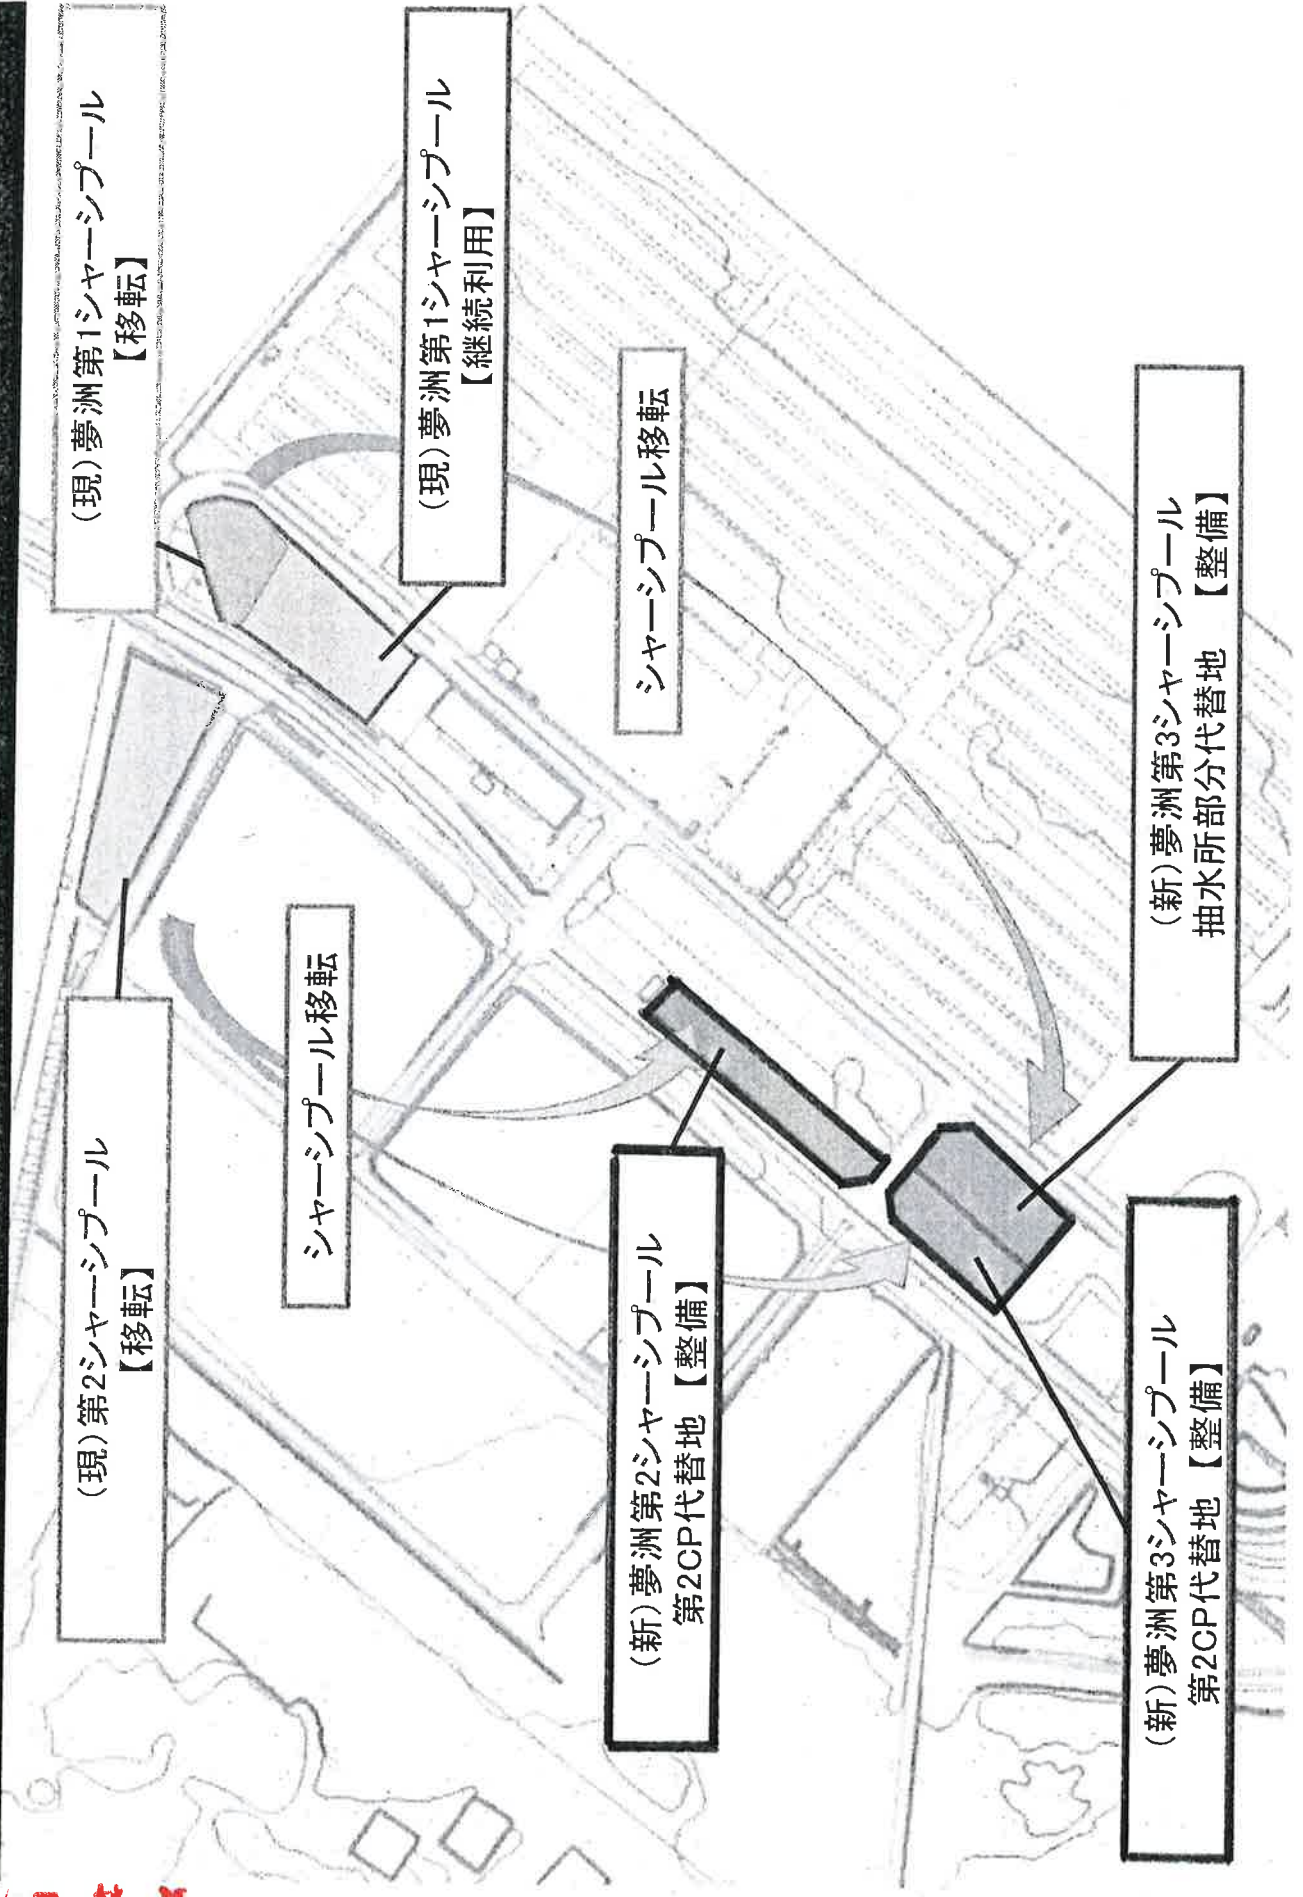 (現)第2シャーシプール
【移転】
シャーシプール移転
(新)夢洲第2シャーシプール
第2CP代替地 【整備】
(新)夢洲第3シャーシプール
第2CP代替地 【整備】
(現)夢洲第1シャーシプール
【移転】
(現)夢洲第1シャーシプール
【継続利用】
シャーシプール移転
(新)夢洲第3シャーシプール
抽水所部分代替地 【整備】